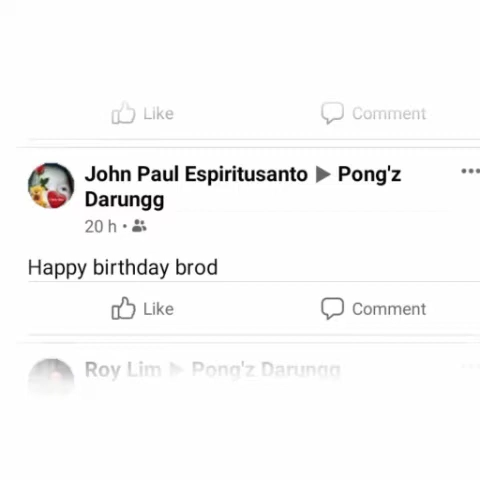 Like Comment
John Paul Espiritusanto ▶ Pong'z
Darungg
20 h •
Happy birthday brod
Like Comment
Roy Lim ▶ Pong'z Darungg